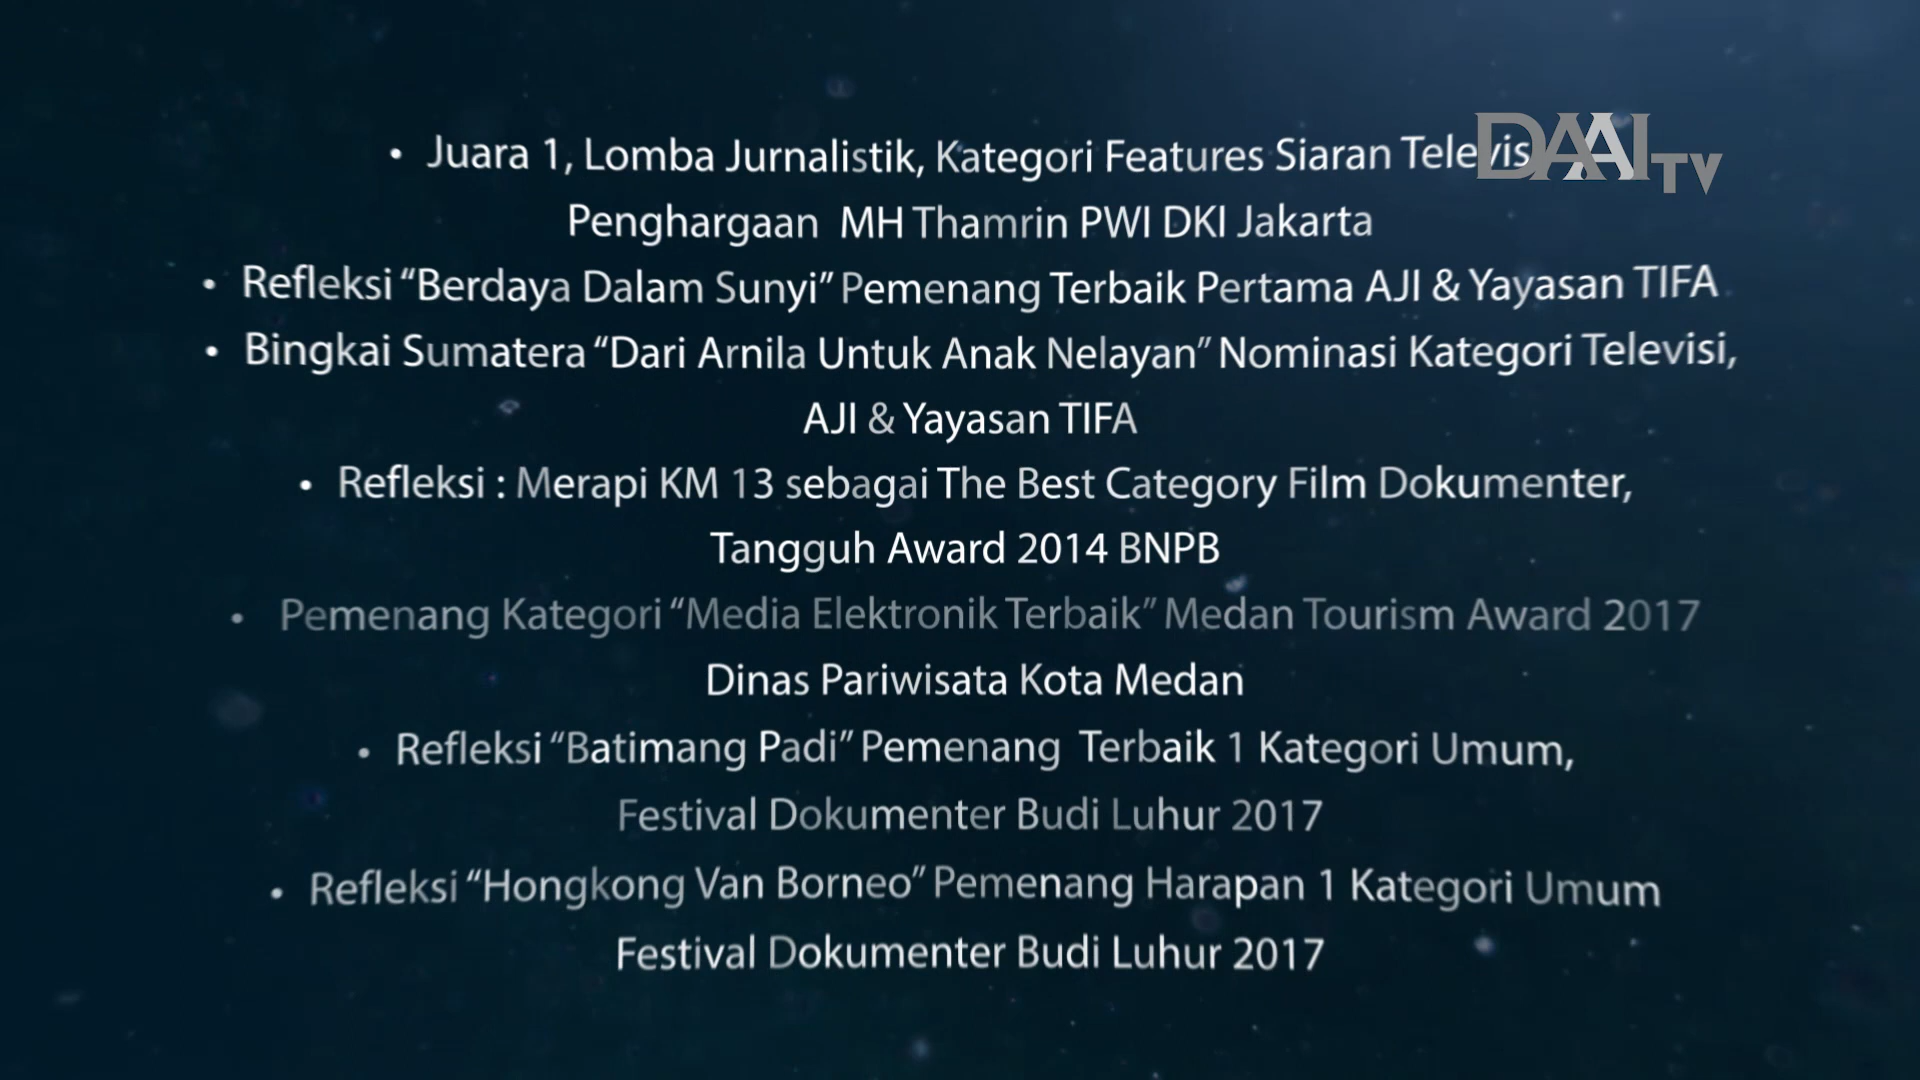 • Juara 1, Lomba Jurnalistik, Kategori Features Siaran Televis
DAAI TV
Penghargaan MH Thamrin PWI DKI Jakarta
• Refleksi “Berdaya Dalam Sunyi” Pemenang Terbaik Pertama AJI & Yayasan TIFA
• Bingkai Sumatera “Dari Arnila Untuk Anak Nelayan” Nominasi Kategori Televisi,
AJI & Yayasan TIFA
• Refleksi : Merapi KM 13 sebagai The Best Category Film Dokumenter,
Tangguh Award 2014 BNPB
• Pemenang Kategori “Media Elektronik Terbaik” Medan Tourism Award 2017
Dinas Pariwisata Kota Medan
• Refleksi “Batimang Padi” Pemenang Terbaik 1 Kategori Umum,
Festival Dokumenter Budi Luhur 2017
• Refleksi “Hongkong Van Borneo” Pemenang Harapan 1 Kategori Umum
Festival Dokumenter Budi Luhur 2017